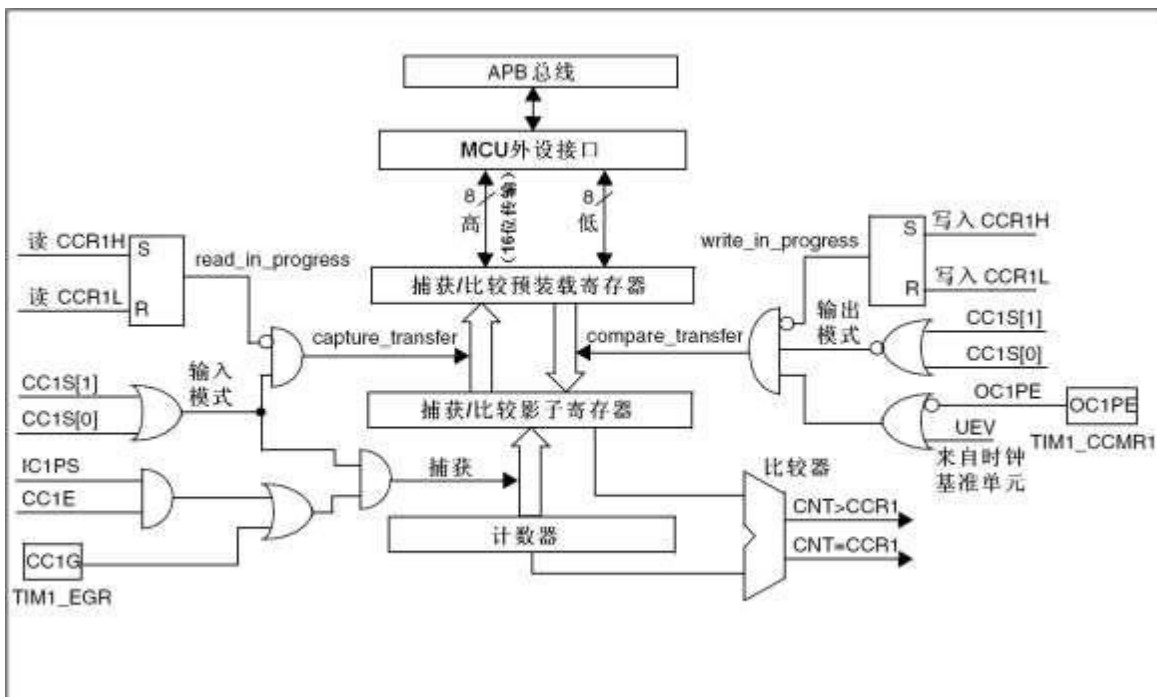 APB总线
MCU外设接口
8
高
(16位传输)
8
低
读 CCR1H
S
读 CCR1L
R
read_in_progress
write_in_progress
S
写入 CCR1H
R
写入 CCR1L
捕获/比较预装载寄存器
capture_transfer
compare_transfer
输出
模式
CC1S[1]
CC1S[0]
输入
模式
CC1S[1]
CC1S[0]
捕获/比较影子寄存器
OC1PE
OC1PE
UEV
TIM1_CCMR1
来自时钟
基准单元
IC1PS
CC1E
捕获
比较器
CNT>CCR1
CNT=CCR1
计数器
CC1G
TIM1_EGR